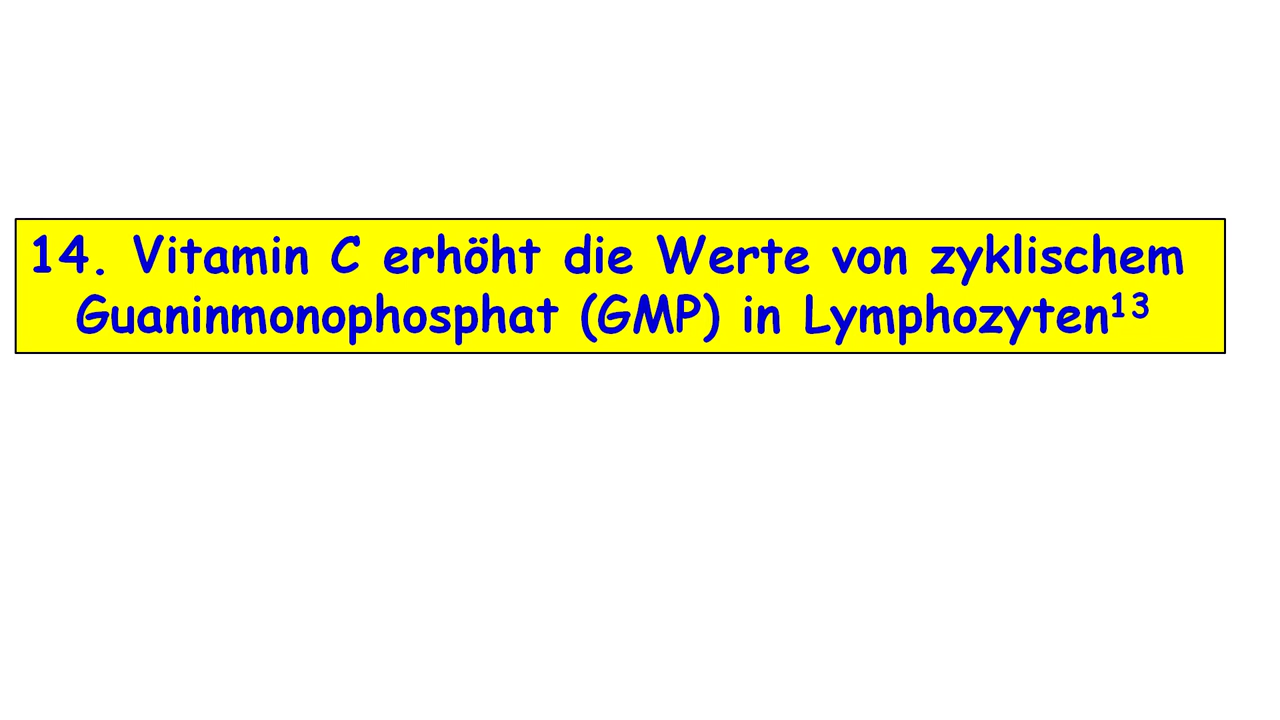 14. Vitamin C erhöht die Werte von zyklischem
Guaninmonophosphat (GMP) in Lymphozyten¹³